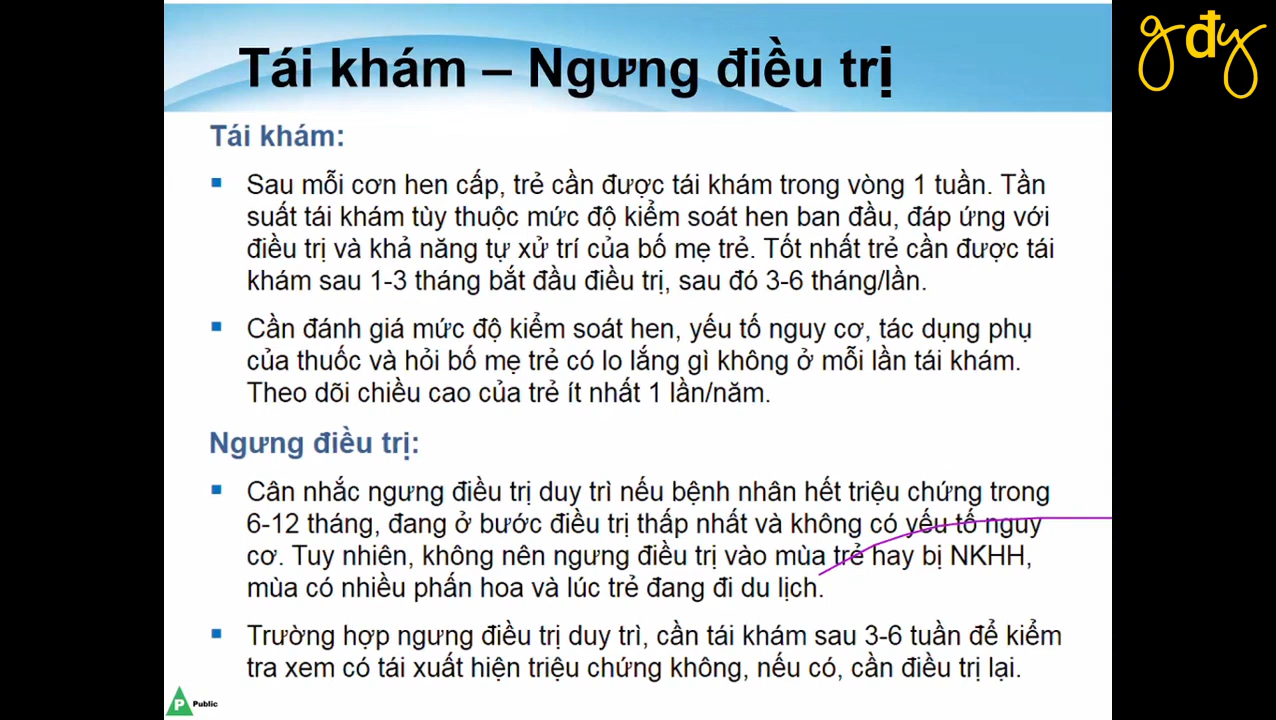 gđy
Tái khám – Ngưng điều trị
Tái khám:
Sau mỗi cơn hen cấp, trẻ cần được tái khám trong vòng 1 tuần. Tần
suất tái khám tùy thuộc mức độ kiểm soát hen ban đầu, đáp ứng với
điều trị và khả năng tự xử trí của bố mẹ trẻ. Tốt nhất trẻ cần được tái
khám sau 1-3 tháng bắt đầu điều trị, sau đó 3-6 tháng/lần.
Cần đánh giá mức độ kiểm soát hen, yếu tố nguy cơ, tác dụng phụ
của thuốc và hỏi bố mẹ trẻ có lo lắng gì không ở mỗi lần tái khám.
Theo dõi chiều cao của trẻ ít nhất 1 lần/năm.
Ngưng điều trị:
Cân nhắc ngưng điều trị duy trì nếu bệnh nhân hết triệu chứng trong
6-12 tháng, đang ở bước điều trị thấp nhất và không có yếu tố nguy
cơ. Tuy nhiên, không nên ngưng điều trị vào mùa trẻ hay bị NKHH,
mùa có nhiều phấn hoa và lúc trẻ đang đi du lịch.
Trường hợp ngưng điều trị duy trì, cần tái khám sau 3-6 tuần để kiểm
tra xem có tái xuất hiện triệu chứng không, nếu có, cần điều trị lại.
P Public